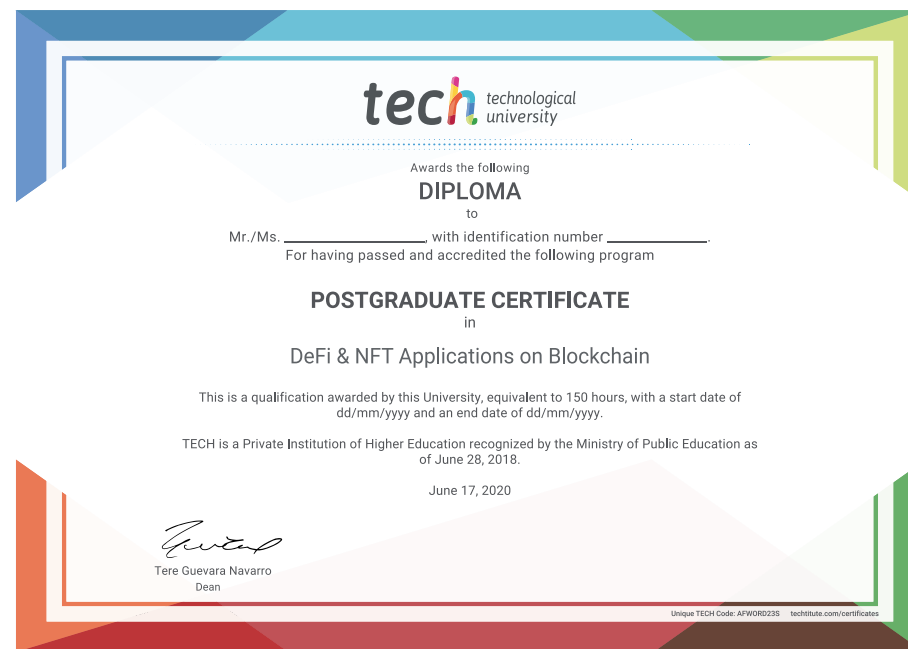 tech technological
university
Awards the following
DIPLOMA
to
Mr./Ms. ____________________, with identification number ______________.
For having passed and accredited the following program
POSTGRADUATE CERTIFICATE
in
DeFi & NFT Applications on Blockchain
This is a qualification awarded by this University, equivalent to 150 hours, with a start date of
dd/mm/yyyy and an end date of dd/mm/yyyy.
TECH is a Private Institution of Higher Education recognized by the Ministry of Public Education as
of June 28, 2018.
June 17, 2020
Tere Guevara Navarro
Dean
Unique TECH Code: AFWORD23S techtitute.com/certificates